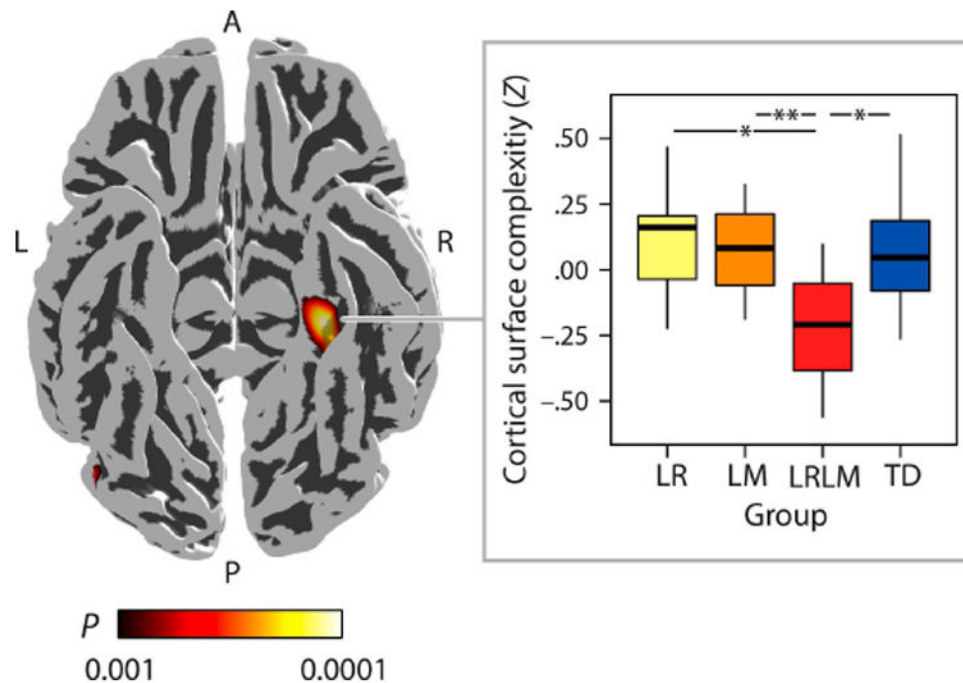 A
L
R
P
P
0.001 0.0001
Cortical surface complexitiy (Z)
.50
.25
.00
−.25
−.50
* ** *
LR LM LRLM TD
Group